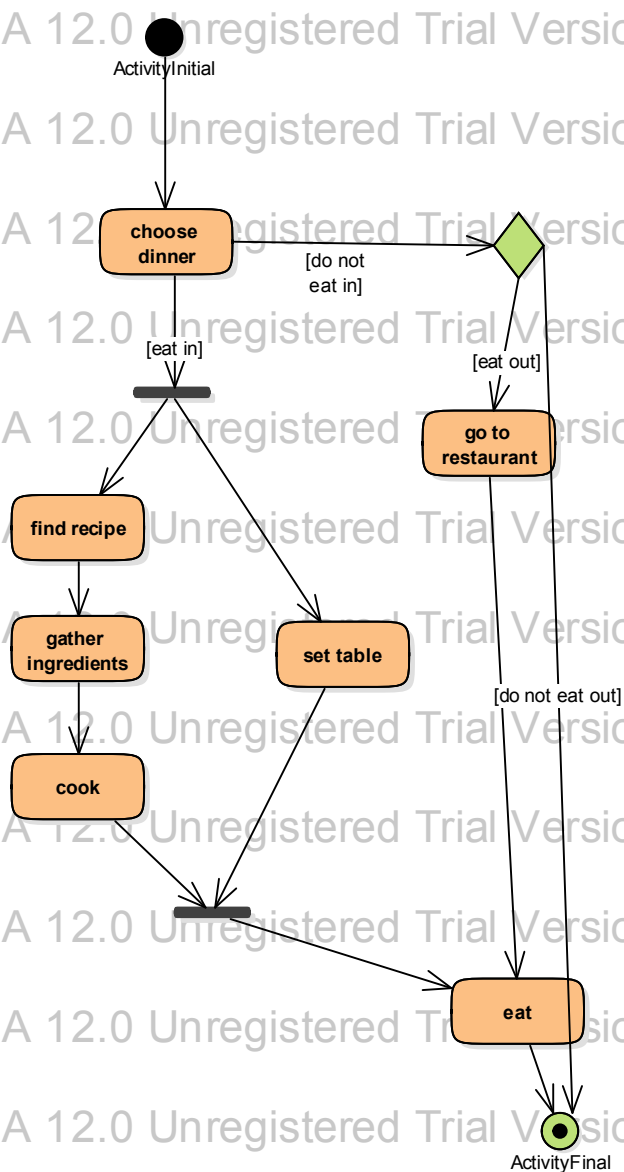 A 12.0 Unregistered Trial Versio
ActivityInitial
A 12.0 Unregistered Trial Versio
A 12.0 Unregistered Trial Versio
choose
dinner
[do not
eat in]
A 12.0 Unregistered Trial Versio
[eat in]
[eat out]
A 12.0 Unregistered Trial Versio
go to
restaurant
find recipe
Unregistered Trial Versio
gather
ingredients
set table
A 12.0 Unregistered Trial Versio
[do not eat out]
A 12.0 Unregistered Trial Versio
cook
A 12.0 Unregistered Trial Versio
A 12.0 Unregistered Trial Versio
eat
A 12.0 Unregistered Trial Versio
A 12.0 Unregistered Trial Versio
ActivityFinal